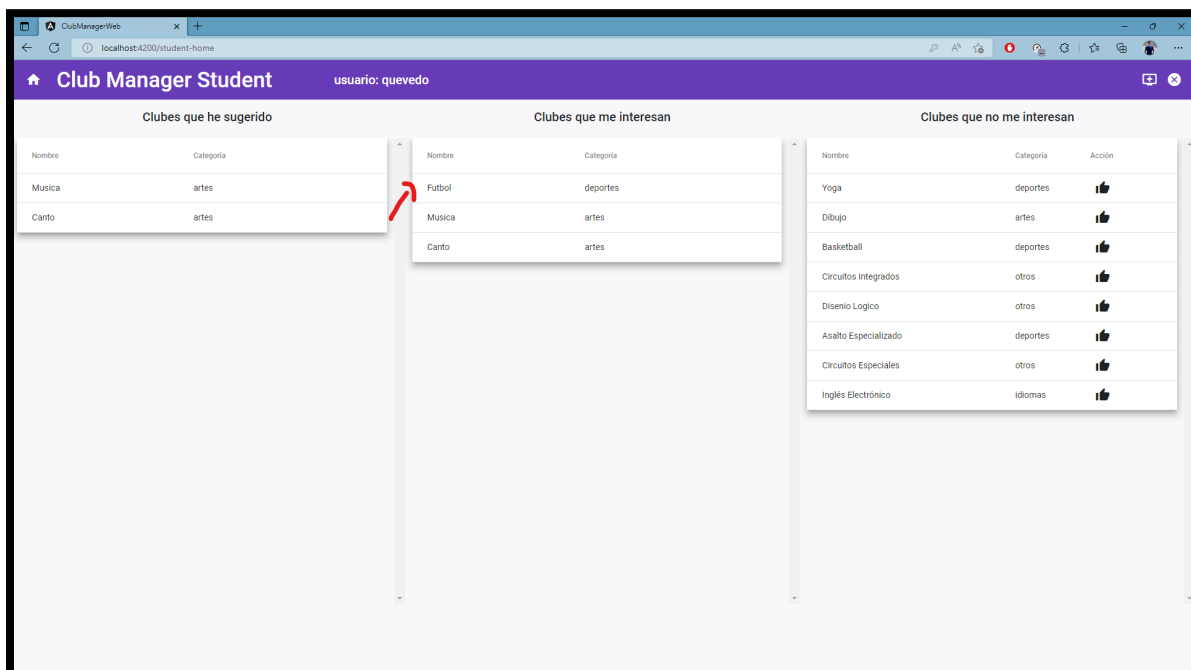 ClubManagerWeb
localhost:4200/student-home
Club Manager Student usuario: quevedo
Clubes que he sugerido
Nombre Categoría
Musica artes
Canto artes
Clubes que me interesan
Nombre Categoría
Futbol deportes
Musica artes
Canto artes
Clubes que no me interesan
Nombre Categoría Acción
Yoga deportes
Dibujo artes
Basketball deportes
Circuitos Integrados otros
Disenio Logico otros
Asalto Especializado deportes
Circuitos Especiales otros
Inglés Electrónico idiomas